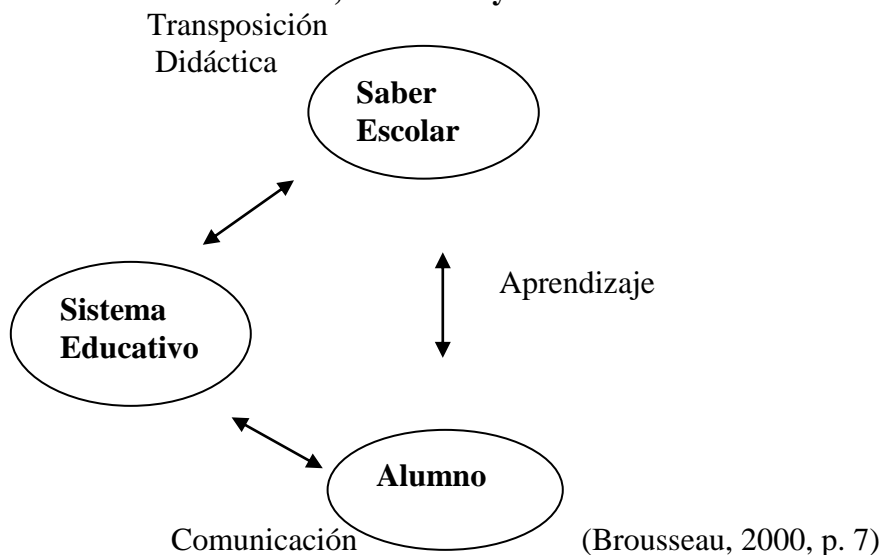 Transposición
Didáctica
Saber
Escolar
Aprendizaje
Sistema
Educativo
Alumno
Comunicación
(Brousseau, 2000, p. 7)